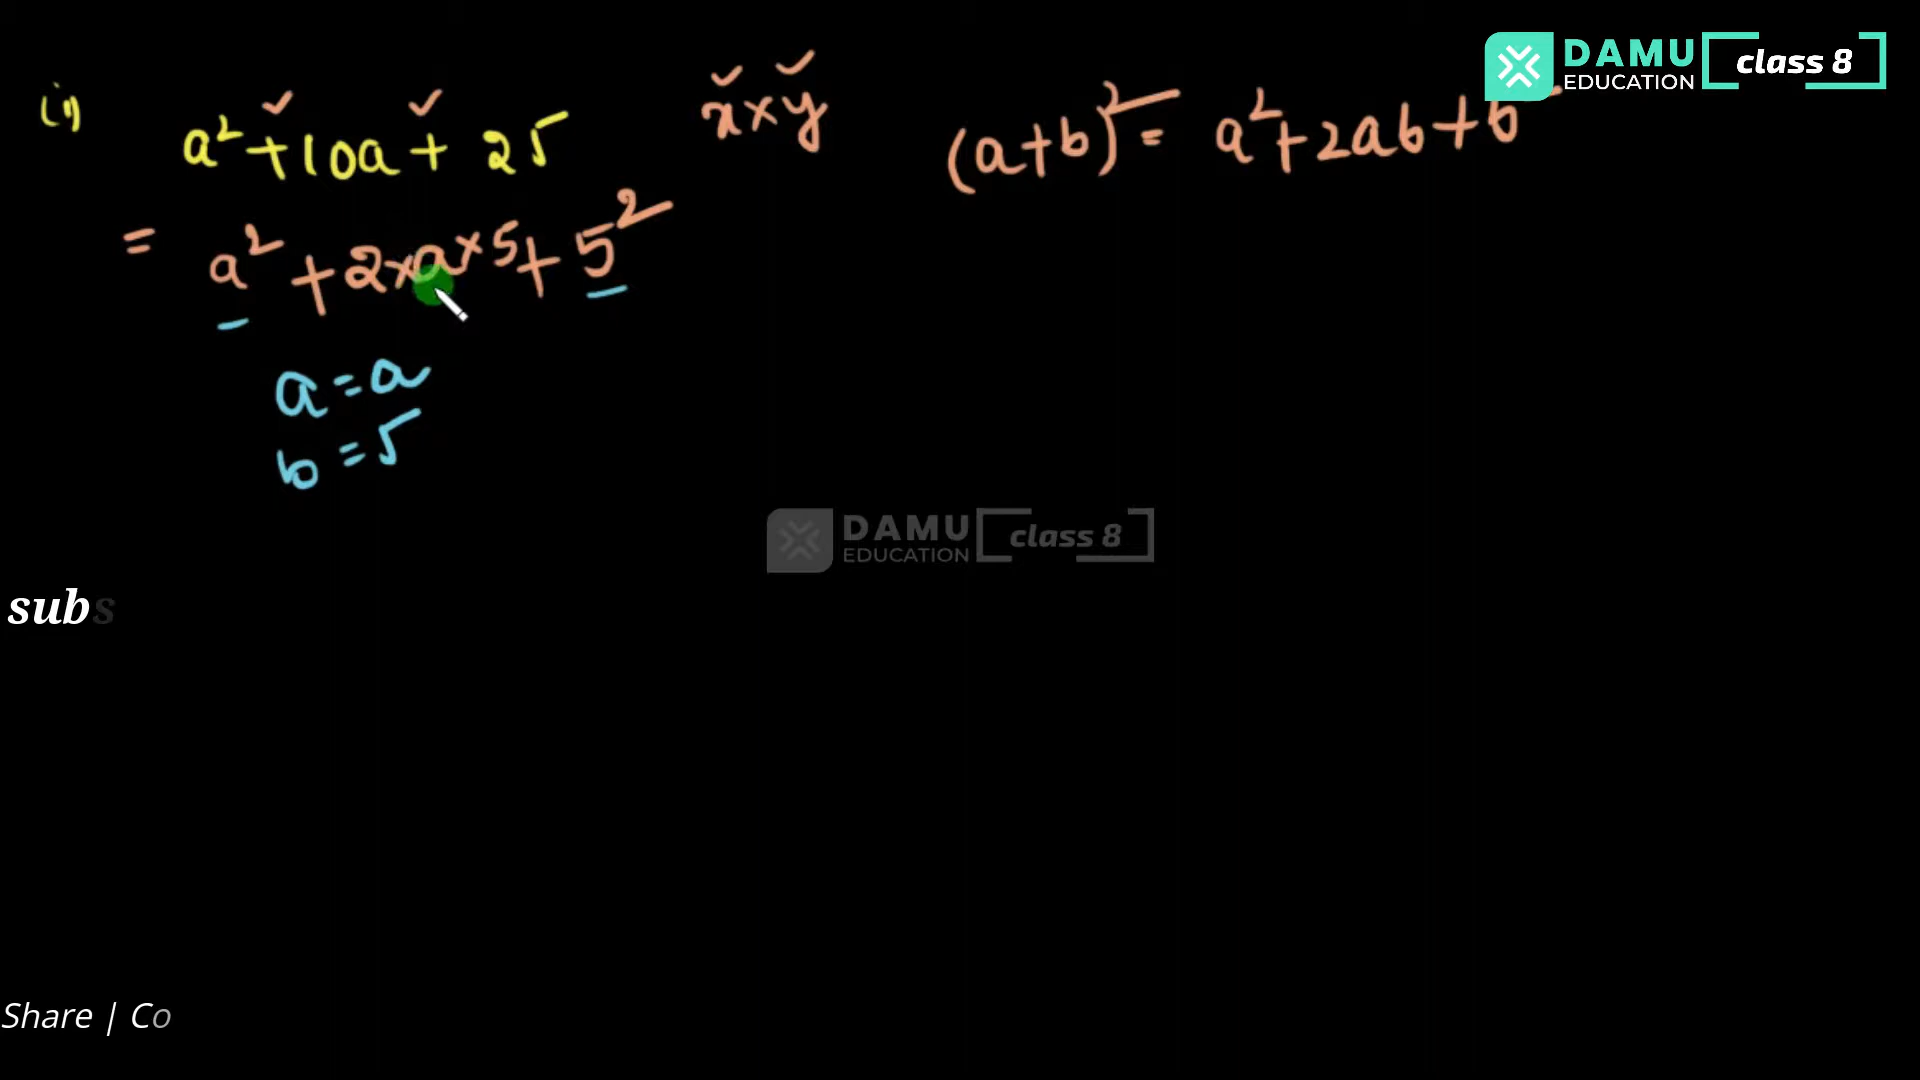 (i) a² + 10a + 25
x × y
(a+b)² = a² + 2ab + b²
DAMU EDUCATION class 8
= a² + 2×a×5 + 5²
a = a
b = 5
DAMU EDUCATION class 8
subs
Share | Co